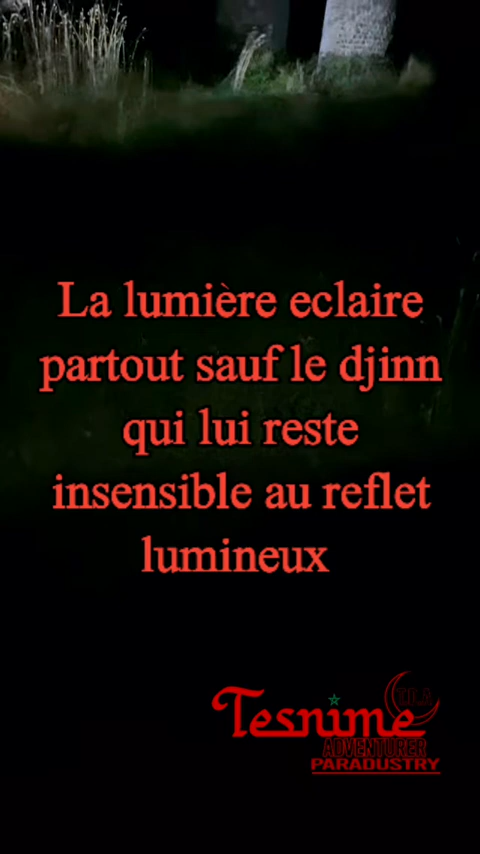 La lumière eclaire
partout sauf le djinn
qui lui reste
insensible au reflet
lumineux
Tesnime
ADVENTURER
PARADUSTRY